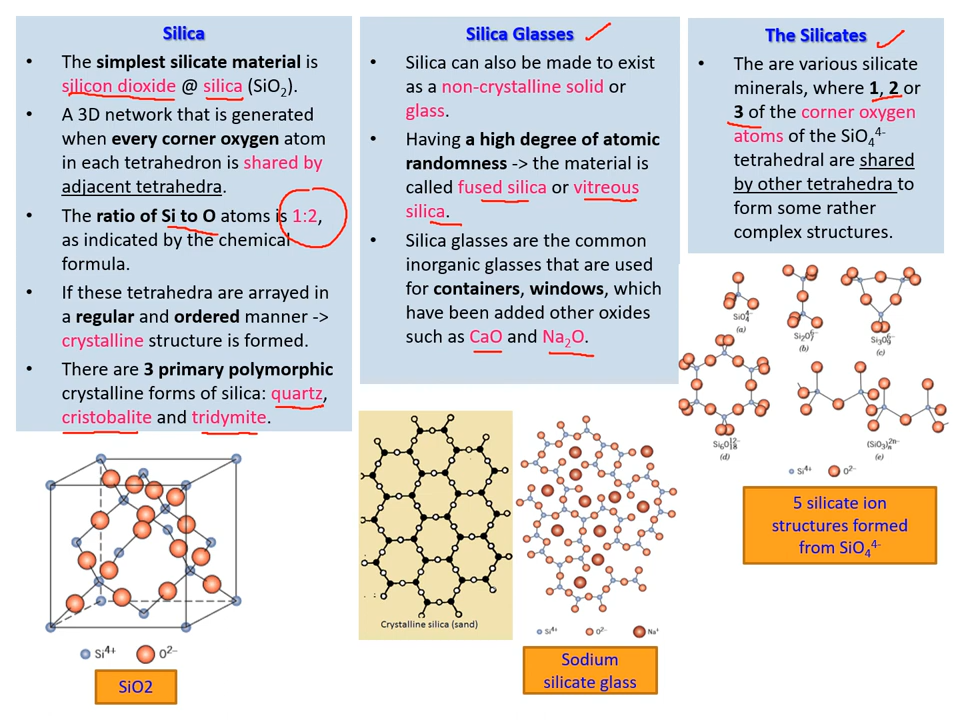 Silica
• The simplest silicate material is
silicon dioxide @ silica (SiO₂).
• A 3D network that is generated
when every corner oxygen atom
in each tetrahedron is shared by
adjacent tetrahedra.
• The ratio of Si to O atoms is 1:2,
as indicated by the chemical
formula.
• If these tetrahedra are arrayed in
a regular and ordered manner ->
crystalline structure is formed.
• There are 3 primary polymorphic
crystalline forms of silica: quartz,
cristobalite and tridymite.
Si⁴⁺ O²⁻
SiO2
Silica Glasses
• Silica can also be made to exist
as a non-crystalline solid or
glass.
• Having a high degree of atomic
randomness -> the material is
called fused silica or vitreous
silica.
• Silica glasses are the common
inorganic glasses that are used
for containers, windows, which
have been added other oxides
such as CaO and Na₂O.
Crystalline silica (sand)
Si⁴⁺ O²⁻ Na⁺
Sodium
silicate glass
The Silicates
• The are various silicate
minerals, where 1, 2 or
3 of the corner oxygen
atoms of the SiO₄⁴⁻
tetrahedral are shared
by other tetrahedra to
form some rather
complex structures.
SiO₄⁴⁻
(a)
Si₂O₇⁶⁻
(b)
Si₃O₉⁶⁻
(c)
Si₆O₁₈¹²⁻
(d)
(SiO₃)ₙ²ⁿ⁻
(e)
Si⁴⁺ O²⁻
5 silicate ion
structures formed
from SiO₄⁴⁻